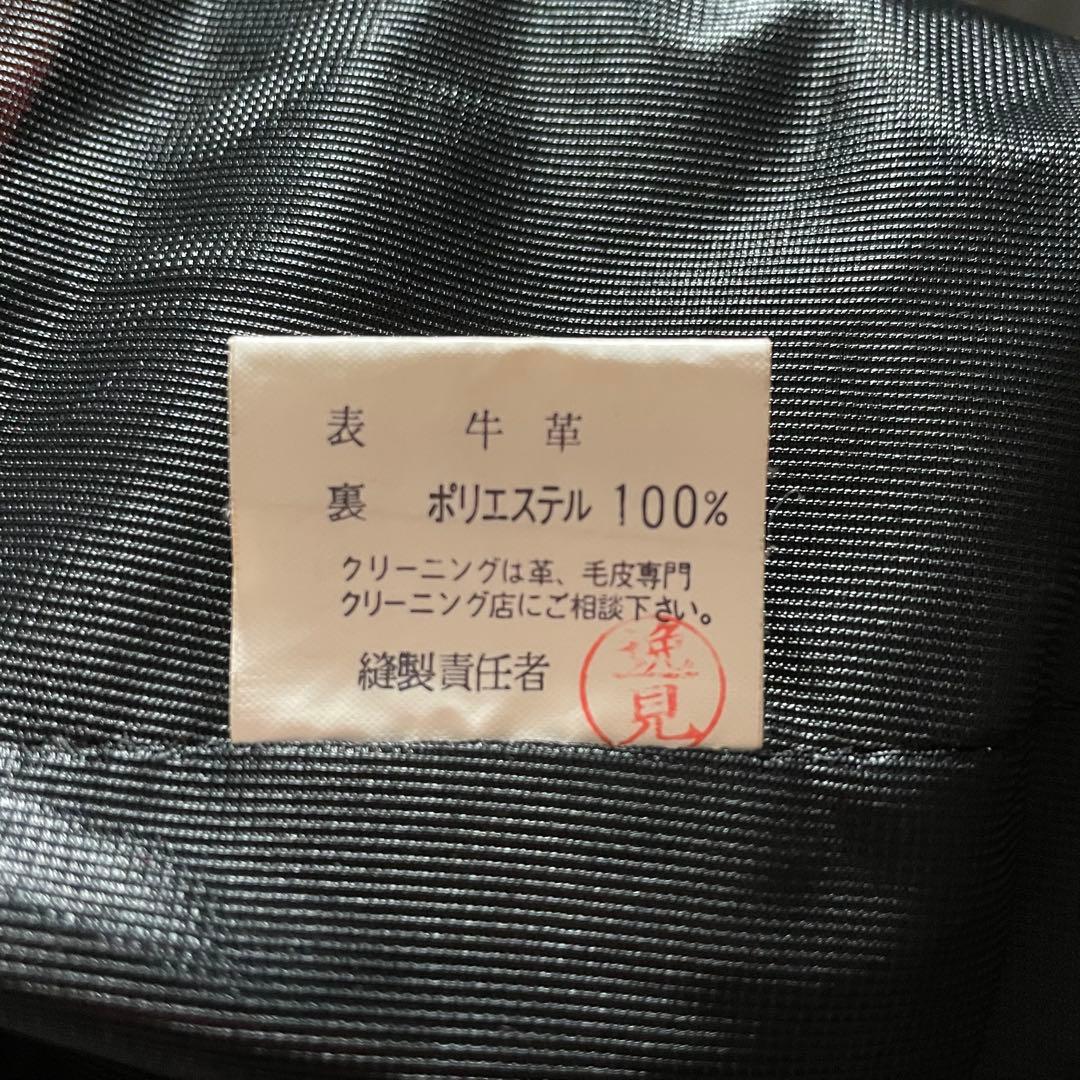 表 牛革
裏 ポリエステル 100%
クリーニングは革、毛皮専門
クリーニング店にご相談下さい。
縫製責任者
見